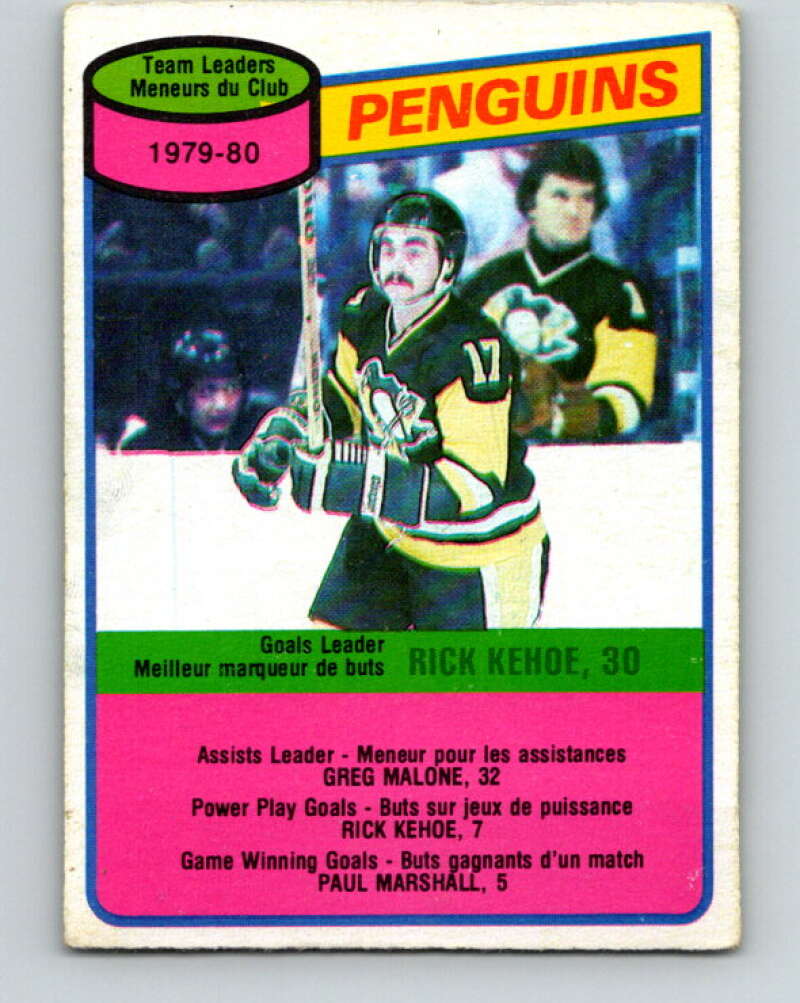 Team Leaders
Meneurs du Club
1979-80
PENGUINS
17
Goals Leader
Meilleur marqueur de buts
RICK KEHOE, 30
Assists Leader - Meneur pour les assistances
GREG MALONE, 32
Power Play Goals - Buts sur jeux de puissance
RICK KEHOE, 7
Game Winning Goals - Buts gagnants d'un match
PAUL MARSHALL, 5